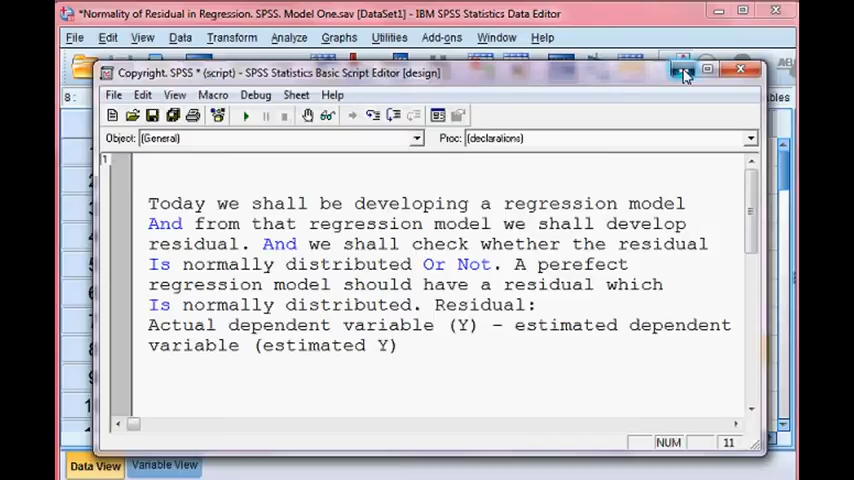 *Normality of Residual in Regression. SPSS. Model One.sav [DataSet1] - IBM SPSS Statistics Data Editor
File Edit View Data Transform Analyze Graphs Utilities Add-ons Window Help
Copyright. SPSS * (script) - SPSS Statistics Basic Script Editor [design]
File Edit View Macro Debug Sheet Help
Object: (General) Proc: (declarations)
8 :
1
Today we shall be developing a regression model
And from that regression model we shall develop
residual. And we shall check whether the residual
Is normally distributed Or Not. A perefect
regression model should have a residual which
Is normally distributed. Residual:
Actual dependent variable (Y) - estimated dependent
variable (estimated Y)
NUM 11
Data View Variable View